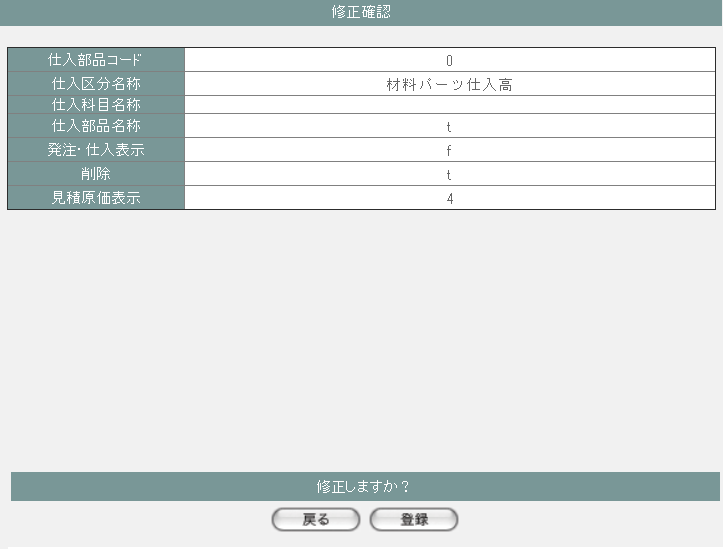 修正確認
仕入部品コード 0
仕入区分名称 材料パーツ仕入高
仕入科目名称
仕入部品名称 t
発注・仕入表示 f
削除 t
見積原価表示 4
修正しますか？
戻る 登録